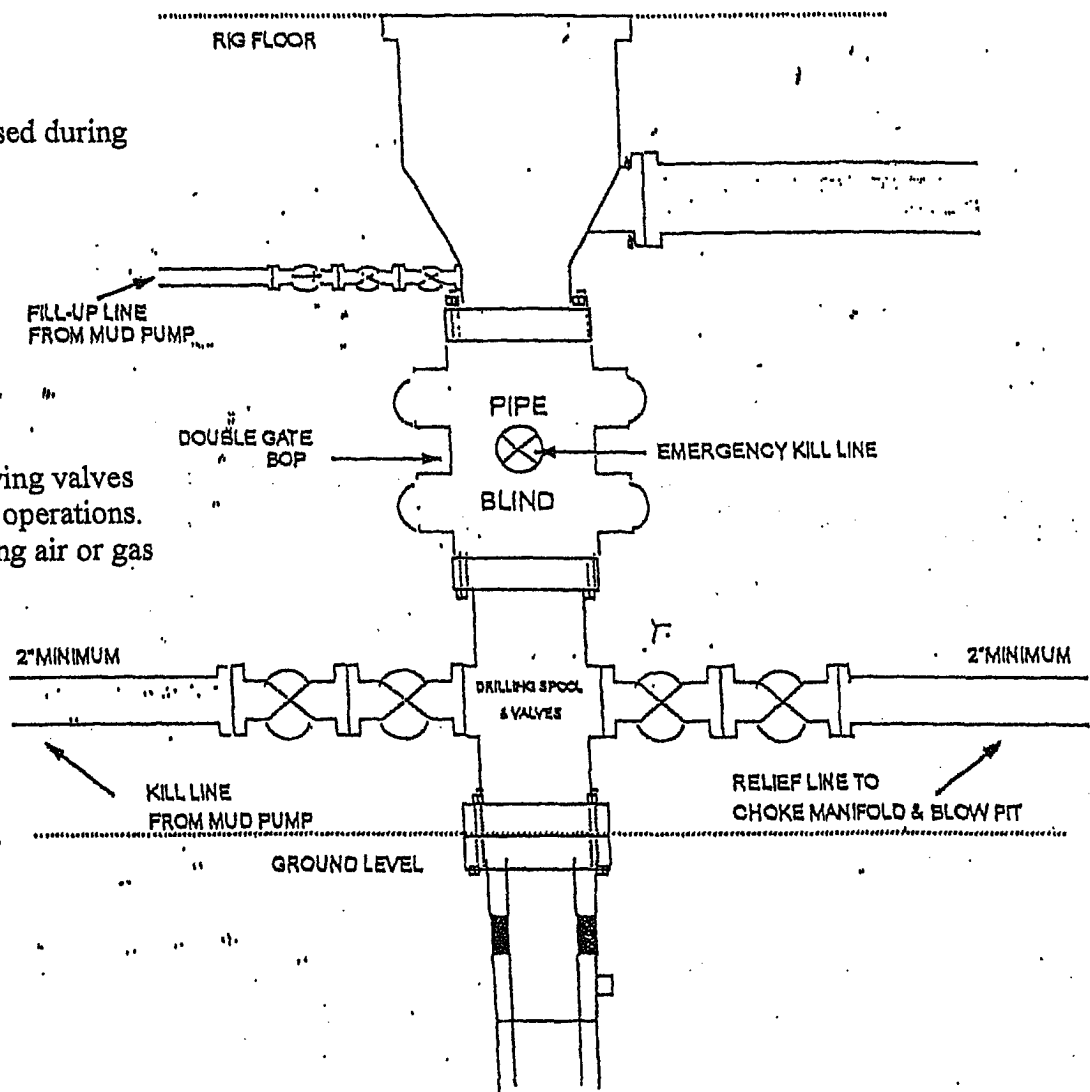 RIG FLOOR
sed during
FILL-UP LINE
FROM MUD PUMP
PIPE
DOUBLE GATE
BOP
EMERGENCY KILL LINE
BLIND
ving valves
operations.
ng air or gas
2" MINIMUM
2" MINIMUM
DRILLING SPOOL
& VALVES
KILL LINE
FROM MUD PUMP
RELIEF LINE TO
CHOKE MANIFOLD & BLOW PIT
GROUND LEVEL